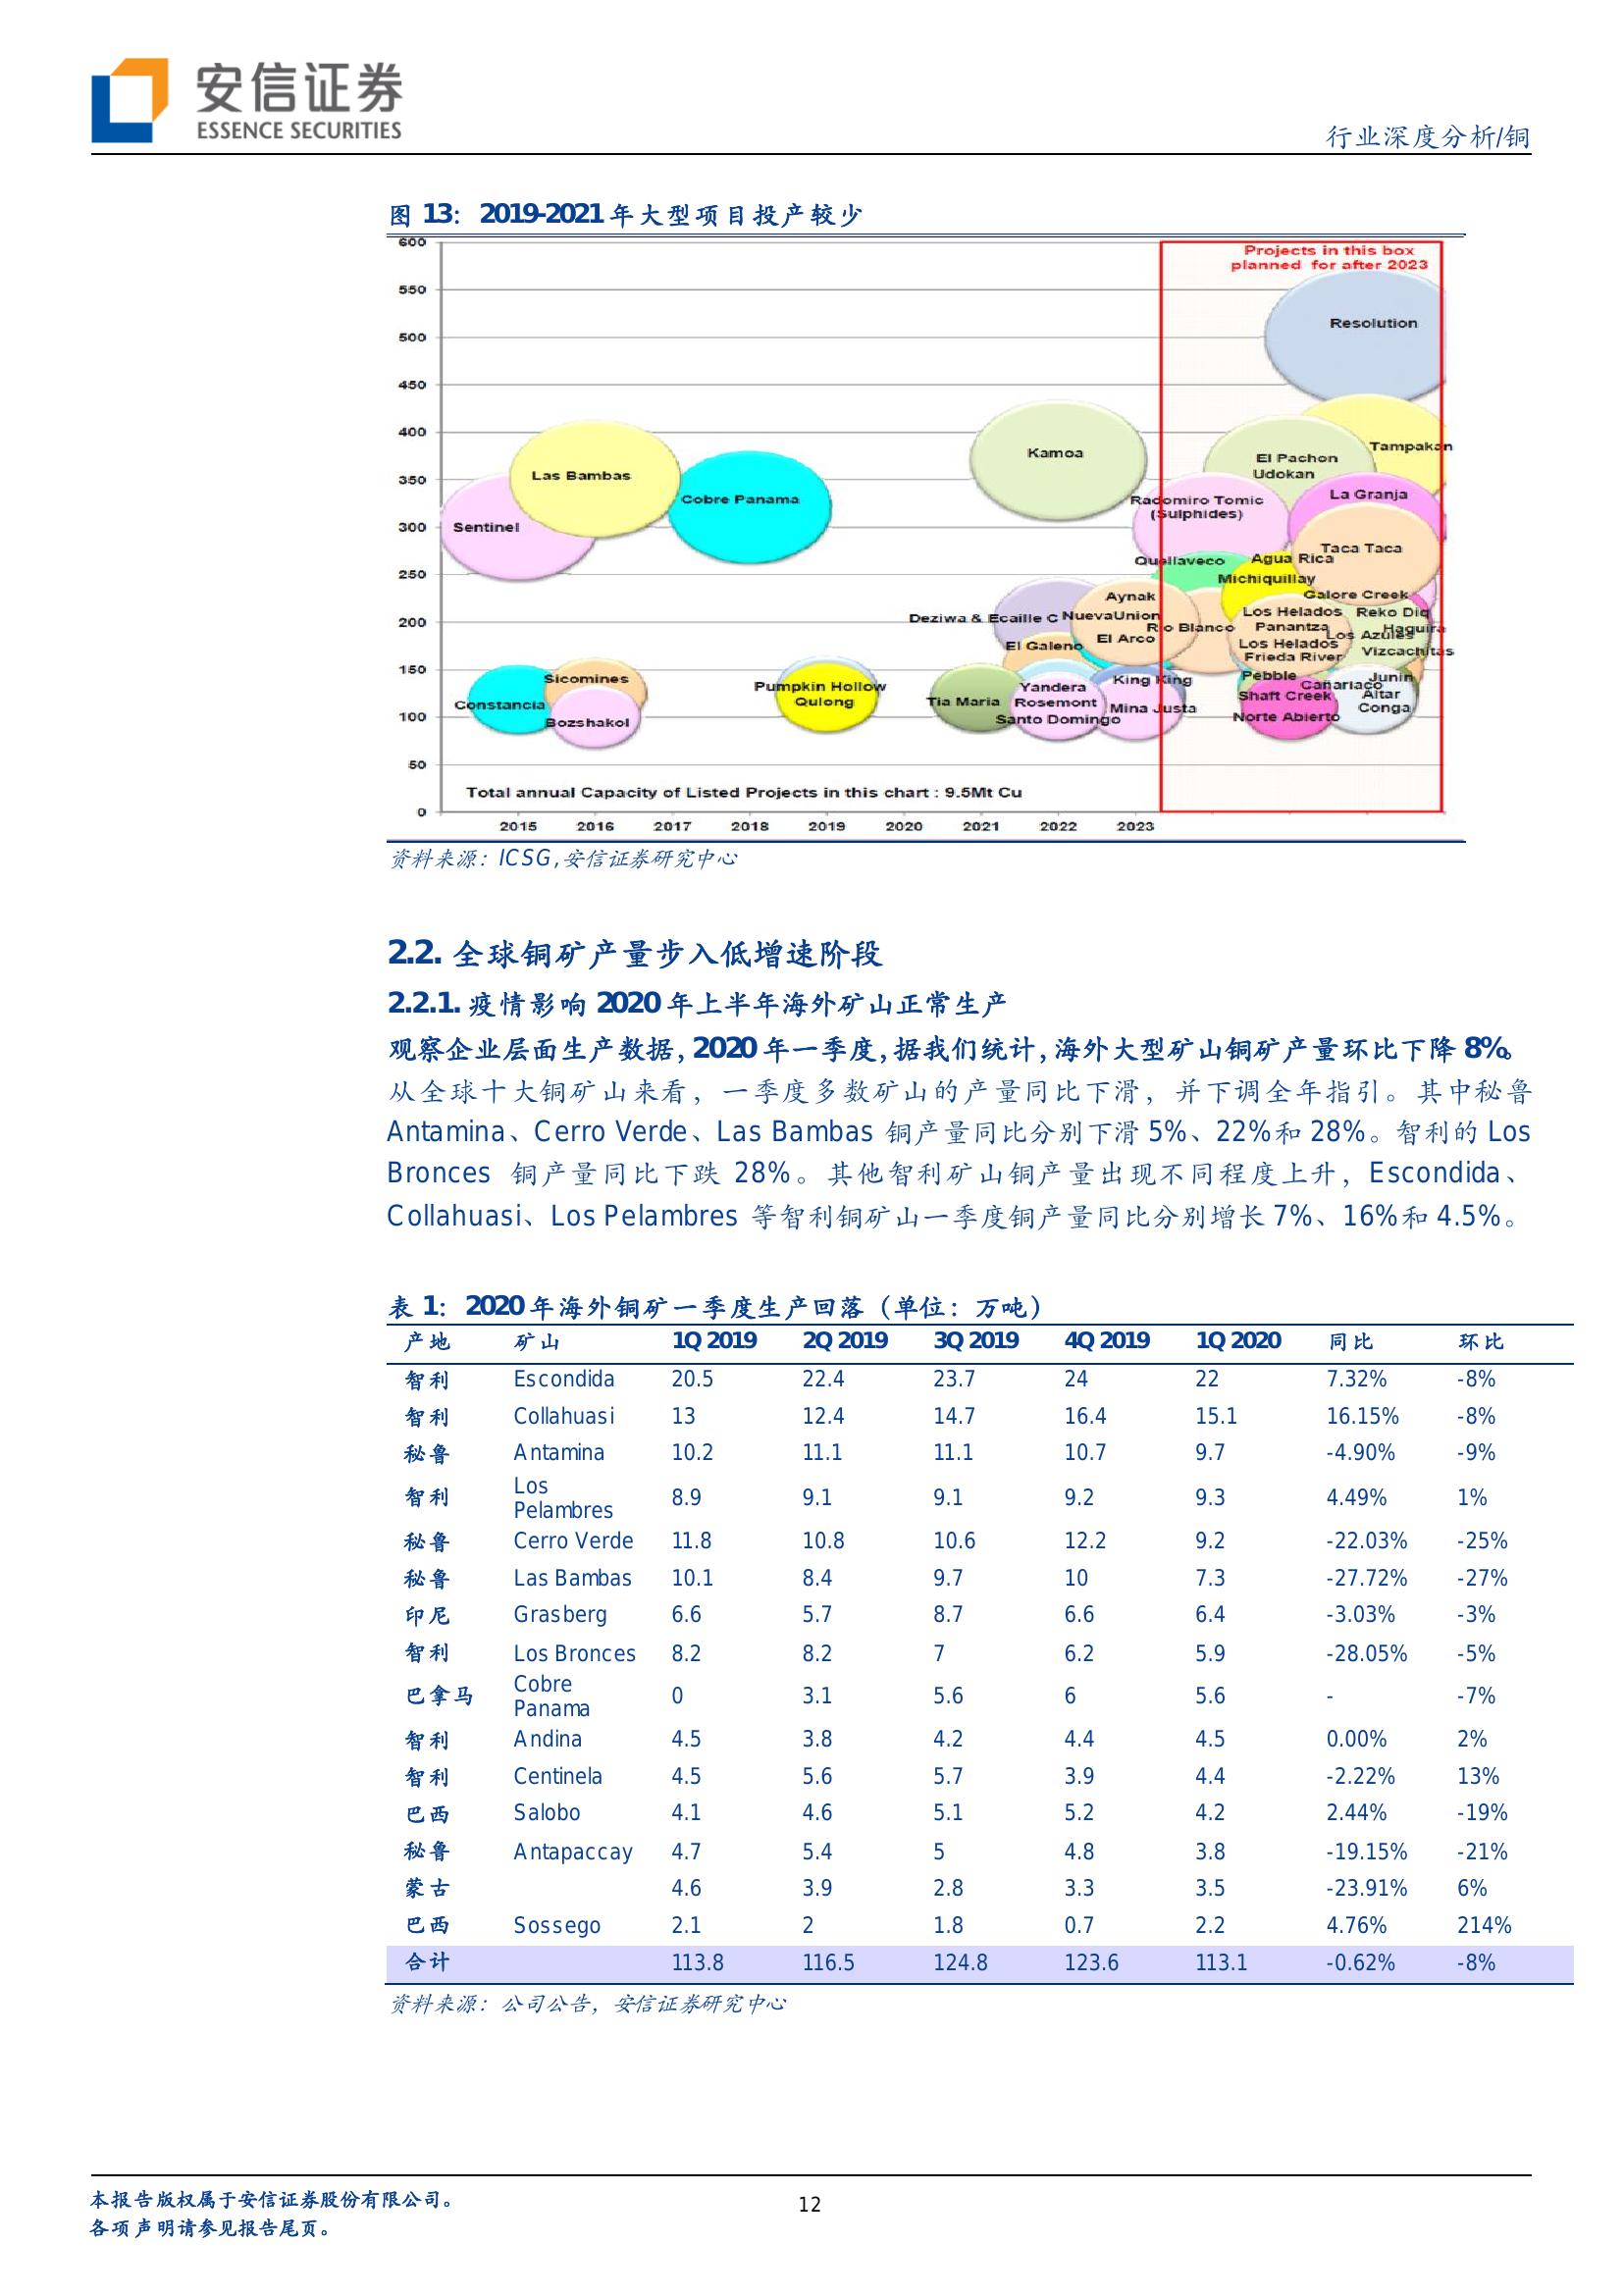 安信证券
ESSENCE SECURITIES
行业深度分析/铜
图 13：2019-2021 年大型项目投产较少
600
550
500
450
400
350
300
250
200
150
100
50
0
Projects in this box
planned for after 2023
Resolution
Tampakan
Kamoa
El Pachon
Udokan
Las Bambas
Cobre Panama
Sentinel
Radomiro Tomic
(Sulphides)
La Granja
Taca Taca
Quellaveco
Agua Rica
Michiquillay
Galore Creek
Aynak
Deziwa & Ecaille C
NuevaUnion
Rio Blanco
Los Helados
Reko Diq
Panantza
Haquira
El Arco
Los Azules
El Galeno
Los Helados
Vizcachitas
Frieda River
Sicomines
Constancia
Bozshakol
Pumpkin Hollow
Qulong
Tia Maria
Yandera
Rosemont
Santo Domingo
King King
Mina Justa
Pebble
Junin
Canariaco
Shaft Creek
Altar
Conga
Norte Abierto
Total annual Capacity of Listed Projects in this chart : 9.5Mt Cu
2015 2016 2017 2018 2019 2020 2021 2022 2023
资料来源：ICSG,安信证券研究中心
2.2. 全球铜矿产量步入低增速阶段
2.2.1. 疫情影响 2020 年上半年海外矿山正常生产
观察企业层面生产数据，2020 年一季度，据我们统计，海外大型矿山铜矿产量环比下降 8%。
从全球十大铜矿山来看，一季度多数矿山的产量同比下滑，并下调全年指引。其中秘鲁
Antamina、Cerro Verde、Las Bambas 铜产量同比分别下滑 5%、22%和 28%。智利的 Los
Bronces 铜产量同比下跌 28%。其他智利矿山铜产量出现不同程度上升，Escondida、
Collahuasi、Los Pelambres 等智利铜矿山一季度铜产量同比分别增长 7%、16%和 4.5%。
表 1：2020 年海外铜矿一季度生产回落（单位：万吨）
产地 矿山 1Q 2019 2Q 2019 3Q 2019 4Q 2019 1Q 2020 同比 环比
智利 Escondida 20.5 22.4 23.7 24 22 7.32% -8%
智利 Collahuasi 13 12.4 14.7 16.4 15.1 16.15% -8%
秘鲁 Antamina 10.2 11.1 11.1 10.7 9.7 -4.90% -9%
智利 Los Pelambres 8.9 9.1 9.1 9.2 9.3 4.49% 1%
秘鲁 Cerro Verde 11.8 10.8 10.6 12.2 9.2 -22.03% -25%
秘鲁 Las Bambas 10.1 8.4 9.7 10 7.3 -27.72% -27%
印尼 Grasberg 6.6 5.7 8.7 6.6 6.4 -3.03% -3%
智利 Los Bronces 8.2 8.2 7 6.2 5.9 -28.05% -5%
巴拿马 Cobre Panama 0 3.1 5.6 6 5.6 - -7%
智利 Andina 4.5 3.8 4.2 4.4 4.5 0.00% 2%
智利 Centinela 4.5 5.6 5.7 3.9 4.4 -2.22% 13%
巴西 Salobo 4.1 4.6 5.1 5.2 4.2 2.44% -19%
秘鲁 Antapaccay 4.7 5.4 5 4.8 3.8 -19.15% -21%
蒙古 4.6 3.9 2.8 3.3 3.5 -23.91% 6%
巴西 Sossego 2.1 2 1.8 0.7 2.2 4.76% 214%
合计 113.8 116.5 124.8 123.6 113.1 -0.62% -8%
资料来源：公司公告，安信证券研究中心
本报告版权属于安信证券股份有限公司。
各项声明请参见报告尾页。
12